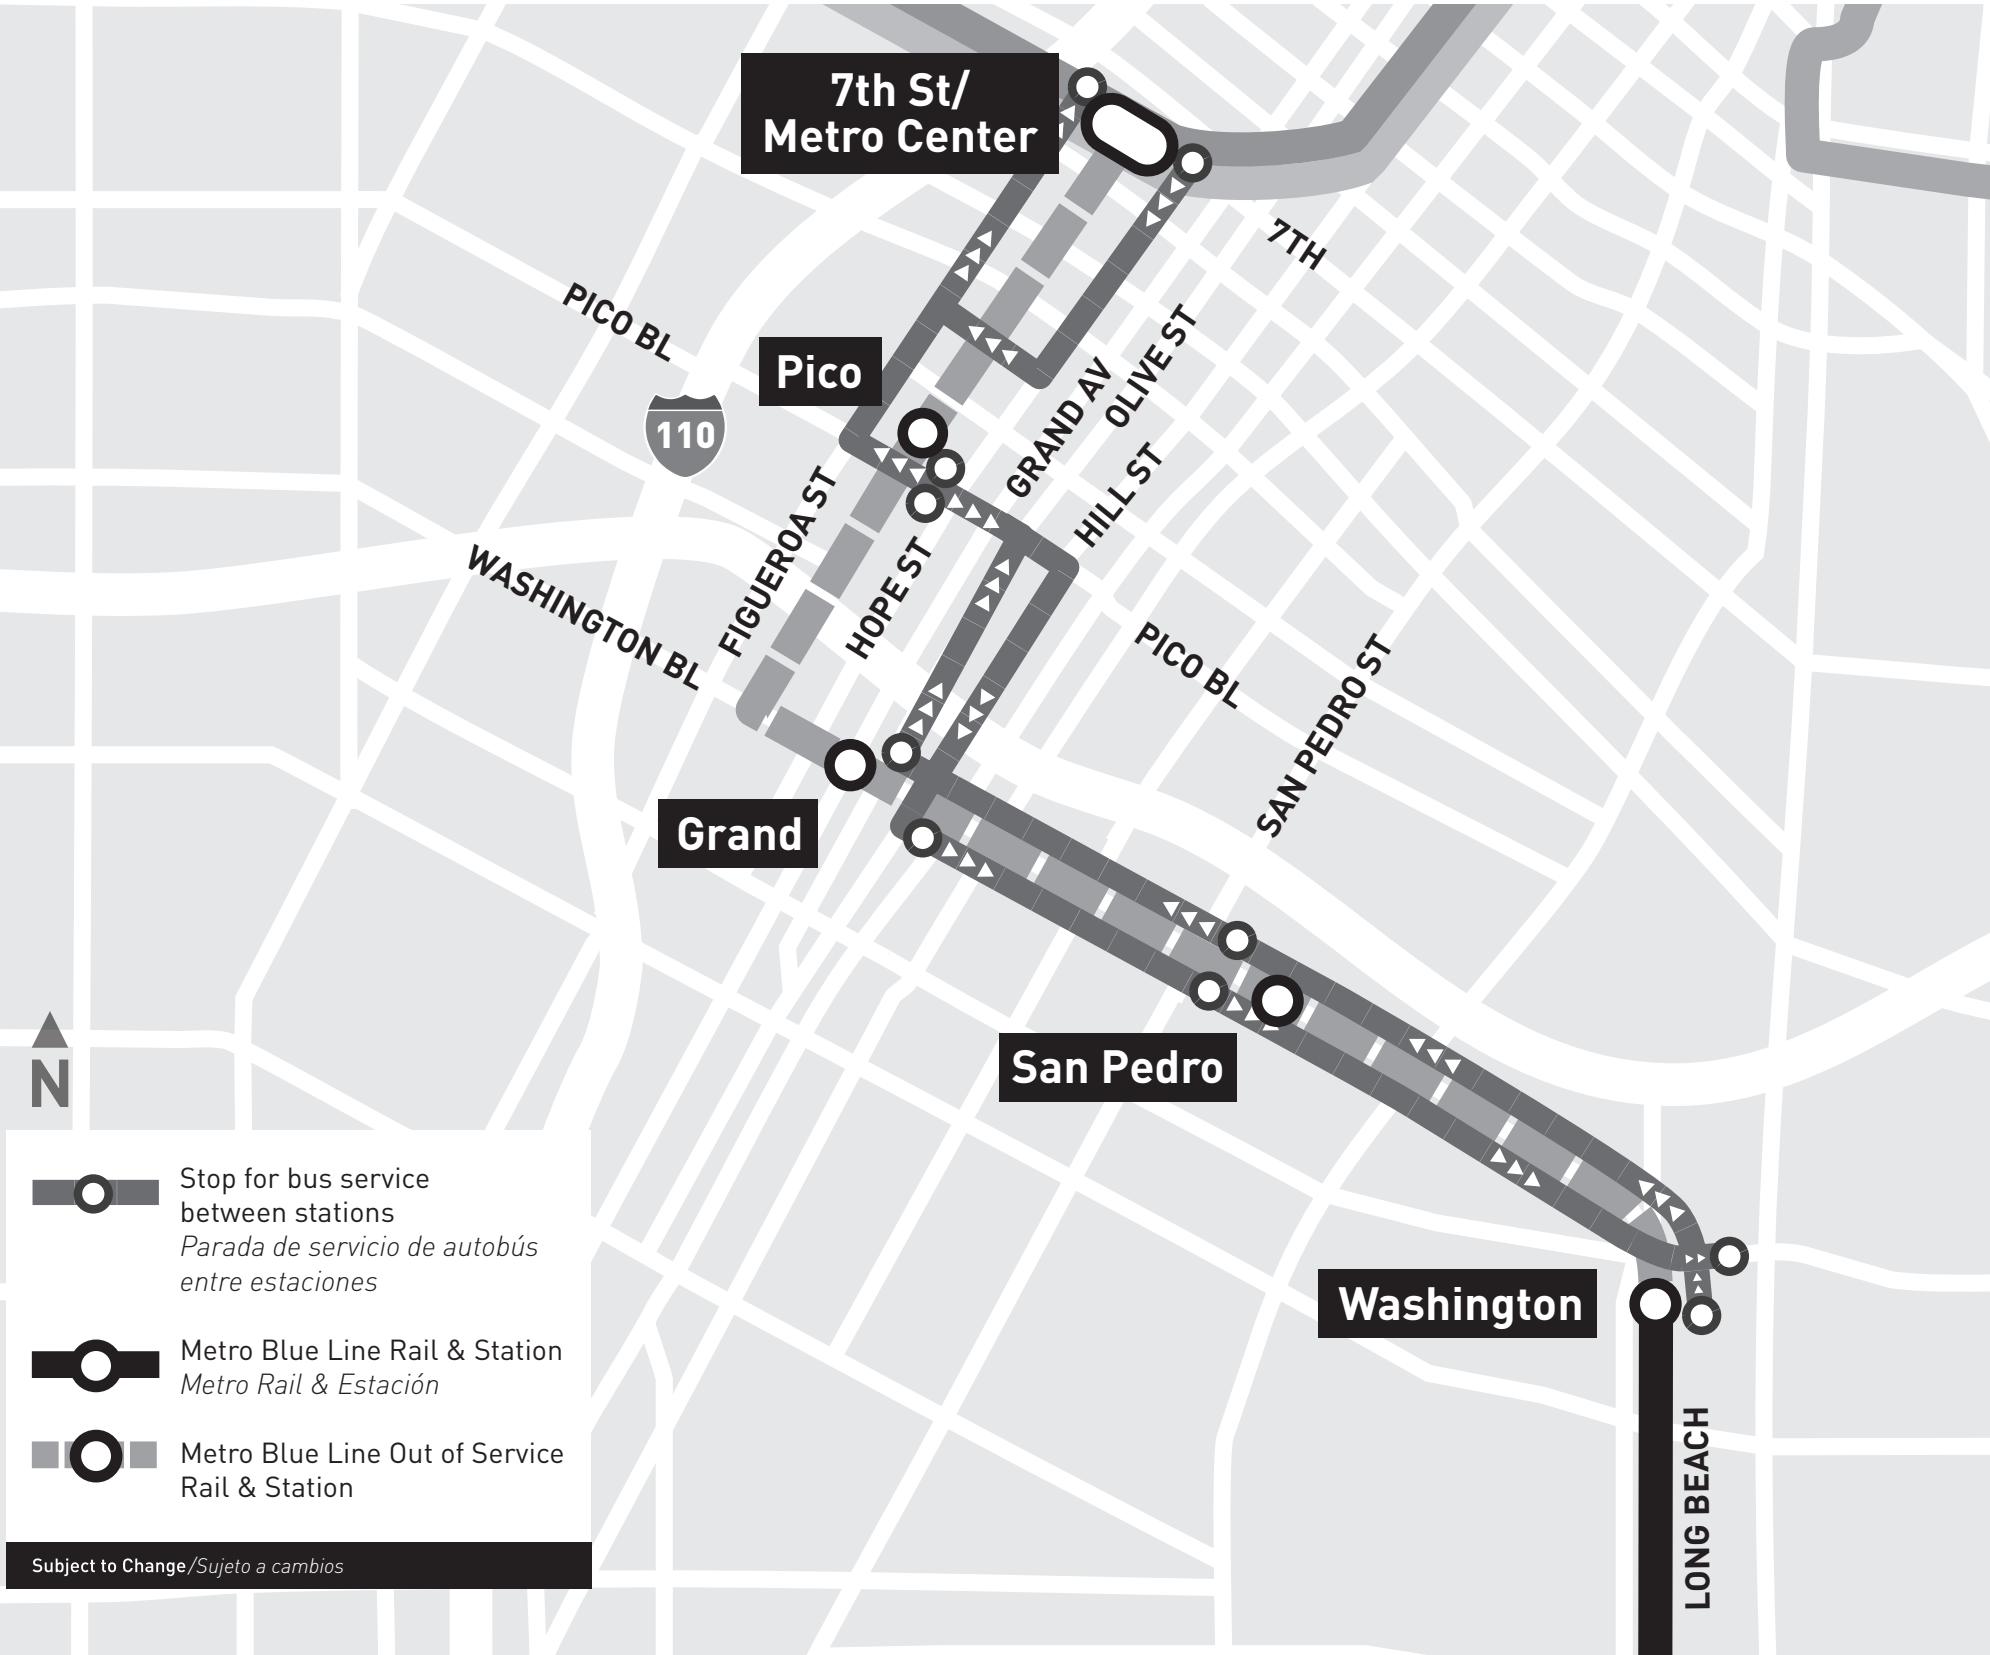 7th St/
Metro Center
7TH
PICO BL
Pico
110
GRAND AV
OLIVE ST
HILL ST
FIGUEROA ST
HOPE ST
WASHINGTON BL
PICO BL
SAN PEDRO ST
Grand
San Pedro
Washington
LONG BEACH
N
Stop for bus service
between stations
Parada de servicio de autobús
entre estaciones
Metro Blue Line Rail & Station
Metro Rail & Estación
Metro Blue Line Out of Service
Rail & Station
Subject to Change/Sujeto a cambios